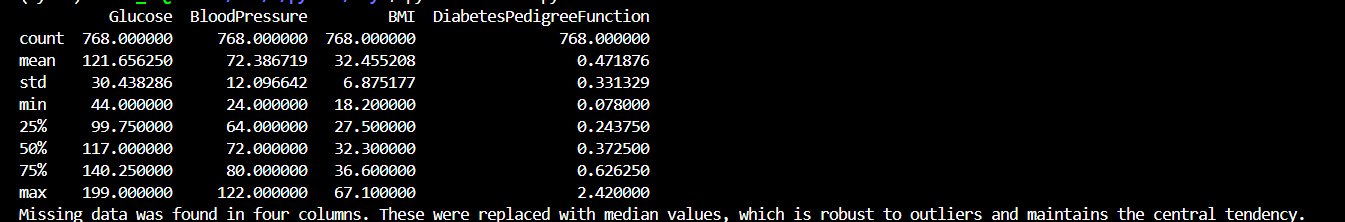 Glucose BloodPressure BMI DiabetesPedigreeFunction
count 768.000000 768.000000 768.000000 768.000000
mean 121.656250 72.386719 32.455208 0.471876
std 30.438286 12.096642 6.875177 0.331329
min 44.000000 24.000000 18.200000 0.078000
25% 99.750000 64.000000 27.500000 0.243750
50% 117.000000 72.000000 32.300000 0.372500
75% 140.250000 80.000000 36.600000 0.626250
max 199.000000 122.000000 67.100000 2.420000
Missing data was found in four columns. These were replaced with median values, which is robust to outliers and maintains the central tendency.